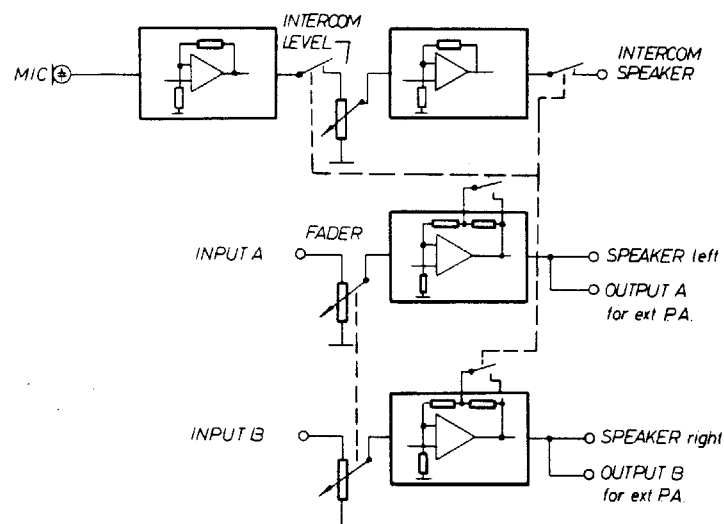 INTERCOM
LEVEL
MIC
INTERCOM
SPEAKER
FADER
INPUT A
SPEAKER left
OUTPUT A
for ext P.A.
INPUT B
SPEAKER right
OUTPUT B
for ext P.A.